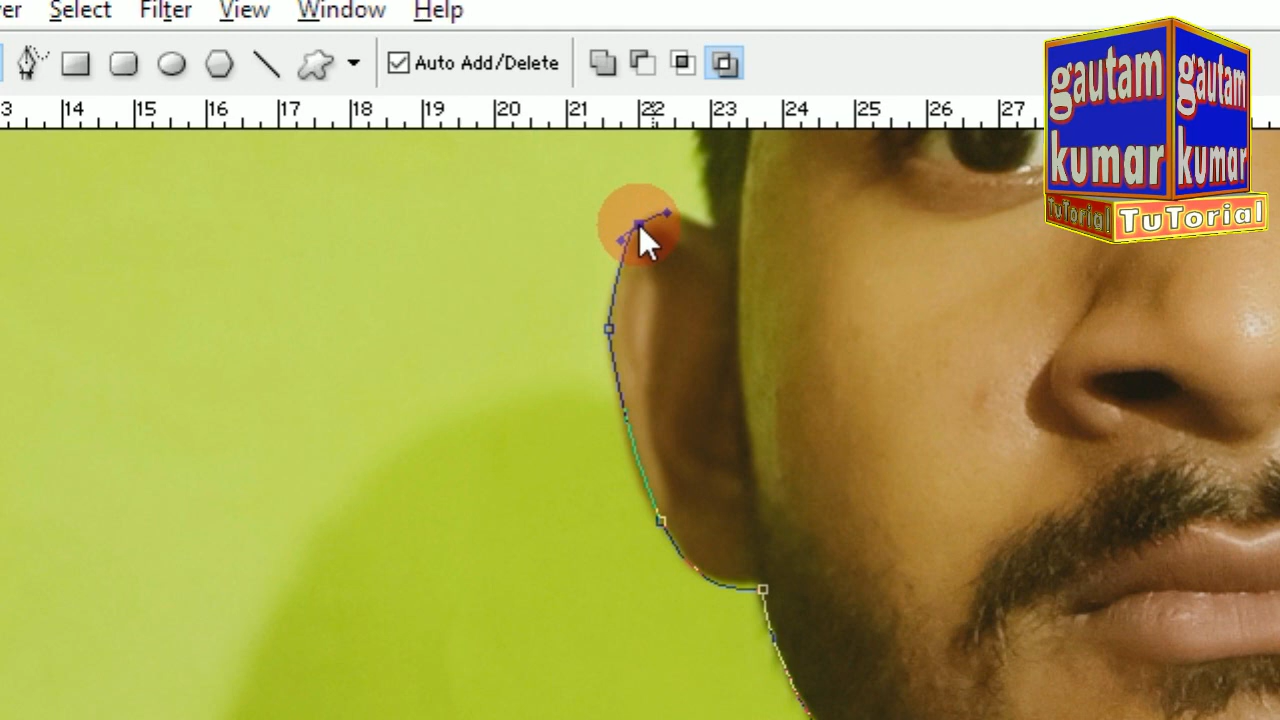 er Select Filter View Window Help
Auto Add/Delete
3 14 15 16 17 18 19 20 21 22 23 24 25 26 27
gautam gautam
kumar kumar
TuTorial TuTorial